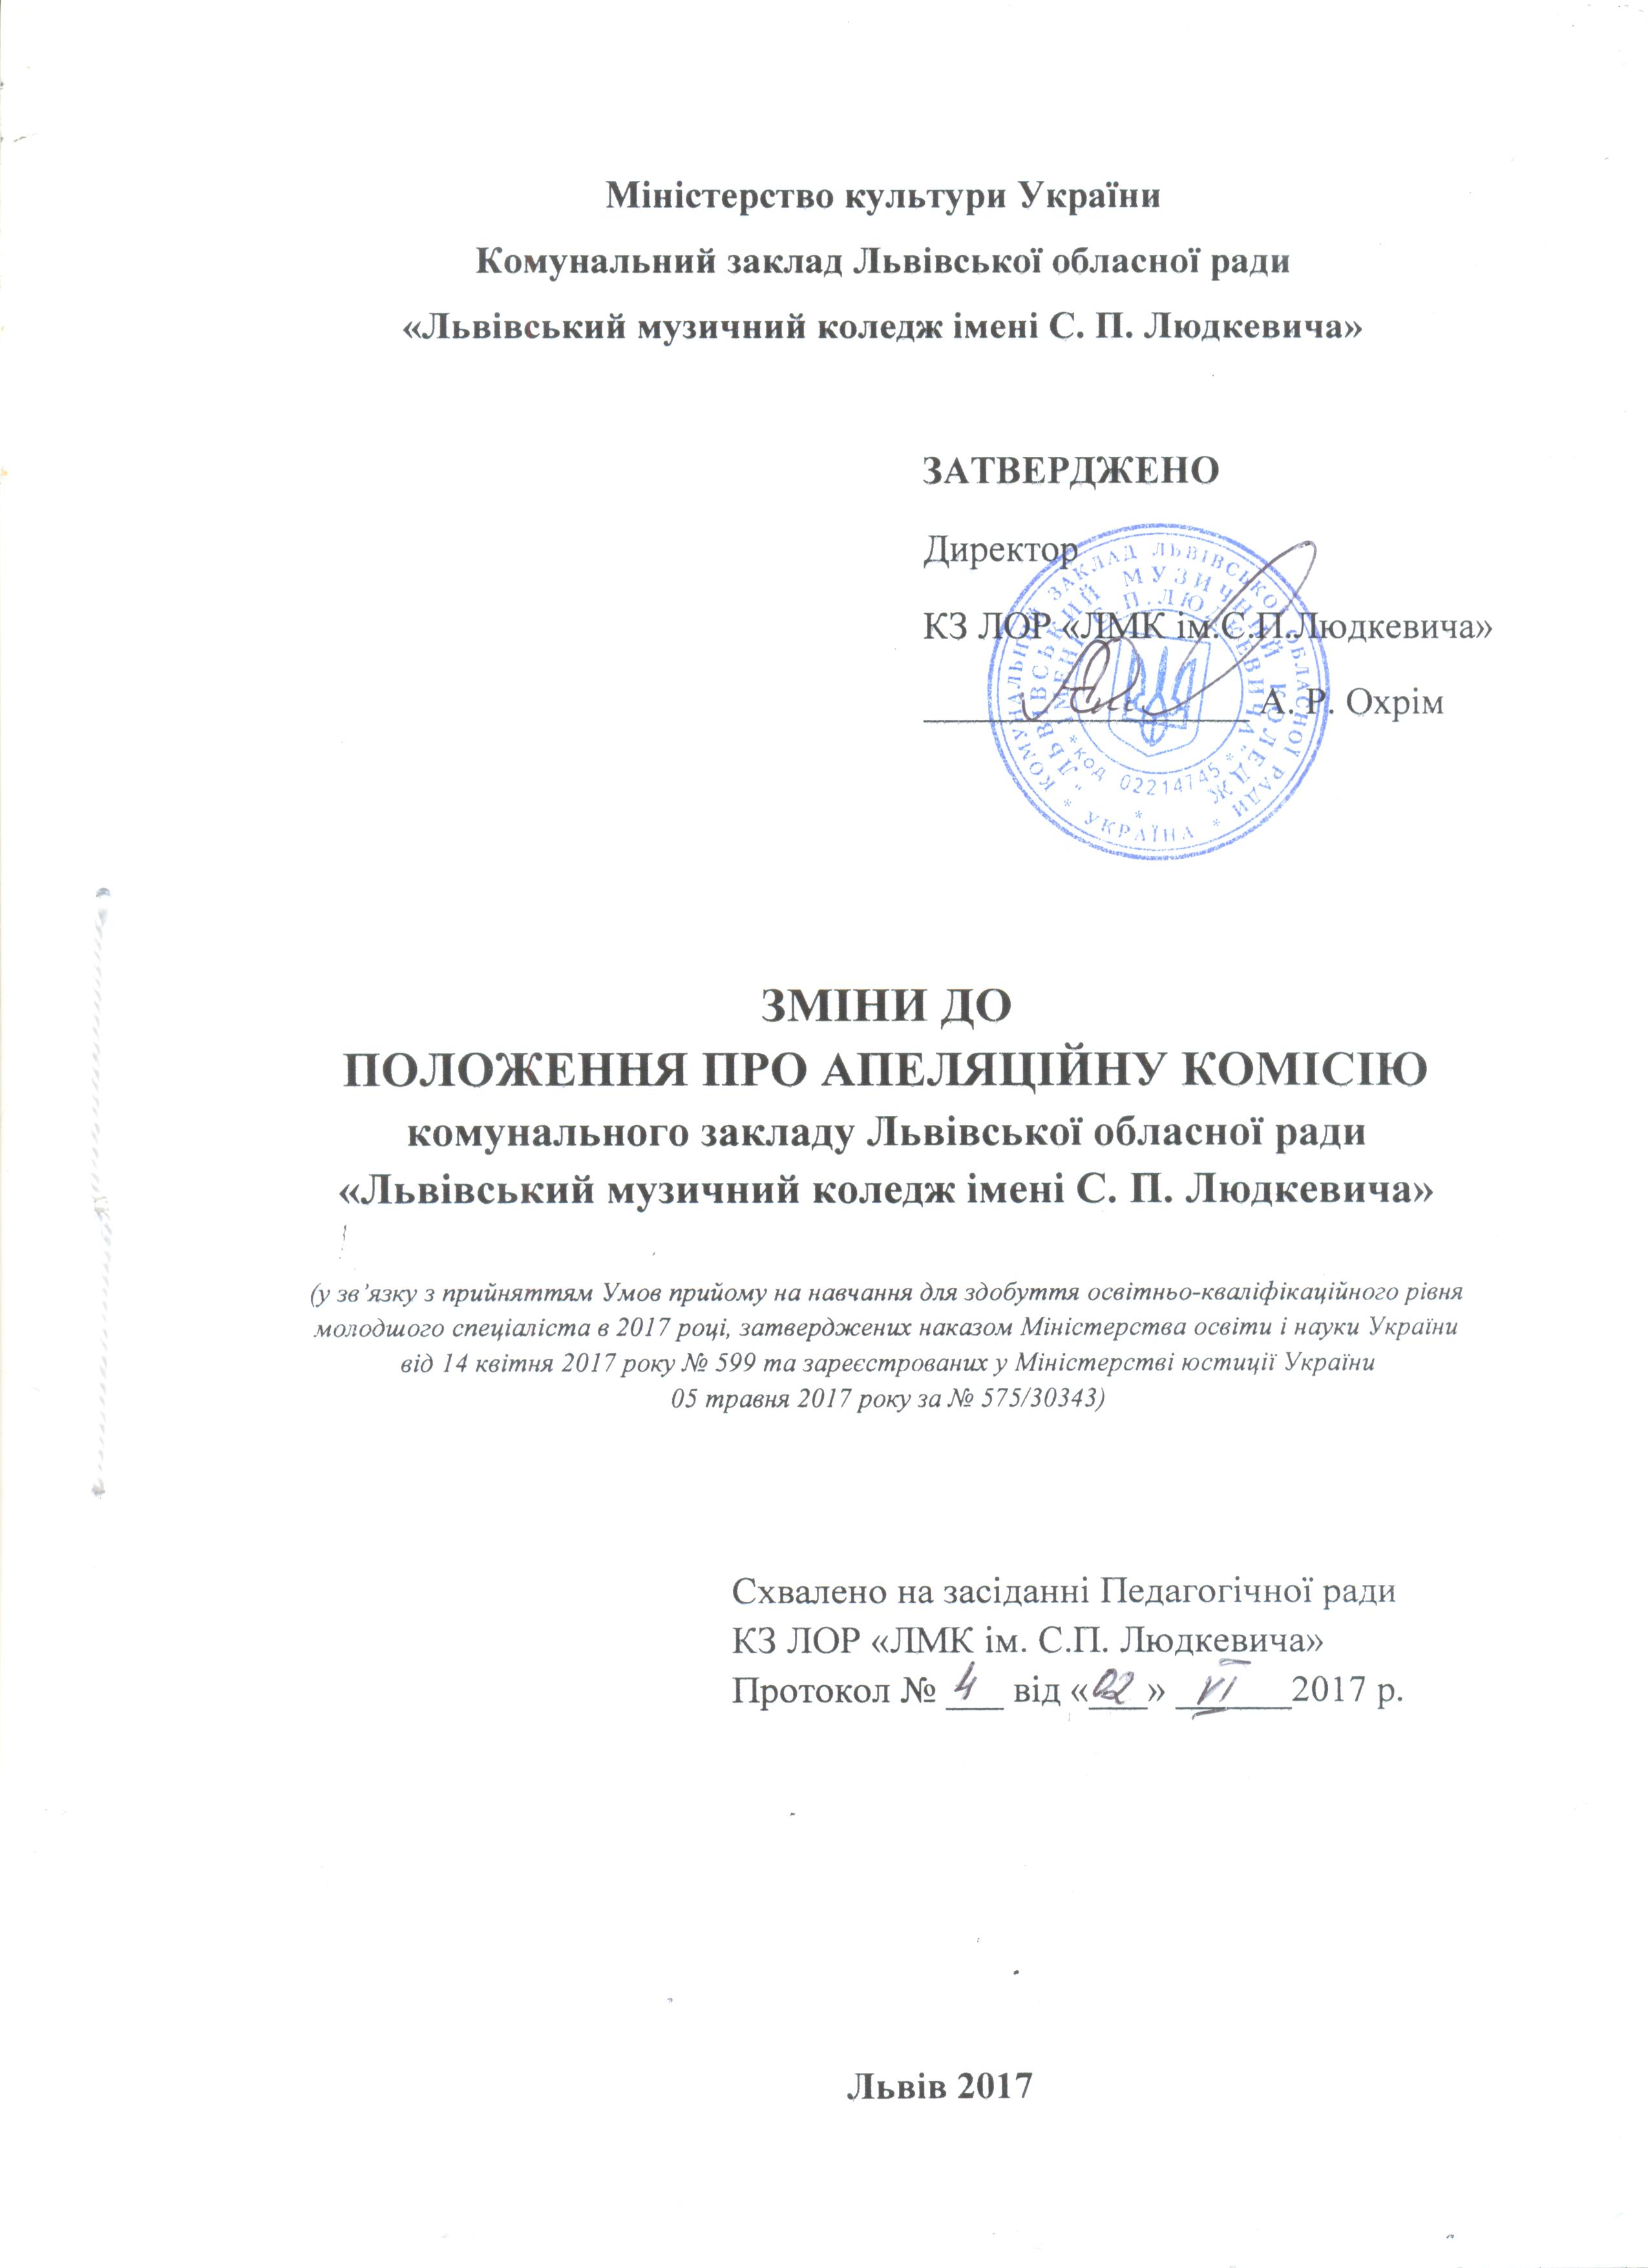 Міністерство культури України
Комунальний заклад Львівської обласної ради
«Львівський музичний коледж імені С. П. Людкевича»
ЗАТВЕРДЖЕНО
Директор
КЗ ЛОР «ЛМК ім.С.П.Людкевича»
А. Р. Охрім
* КОМУНАЛЬНИЙ ЗАКЛАД ЛЬВІВСЬКОЇ ОБЛАСНОЇ РАДИ * УКРАЇНА
„ЛЬВІВСЬКИЙ МУЗИЧНИЙ КОЛЕДЖ
ІМЕНІ С.П.ЛЮДКЕВИЧА"
*код 02214745*
ЗМІНИ ДО
ПОЛОЖЕННЯ ПРО АПЕЛЯЦІЙНУ КОМІСІЮ
комунального закладу Львівської обласної ради
«Львівський музичний коледж імені С. П. Людкевича»
(у зв’язку з прийняттям Умов прийому на навчання для здобуття освітньо-кваліфікаційного рівня
молодшого спеціаліста в 2017 році, затверджених наказом Міністерства освіти і науки України
від 14 квітня 2017 року № 599 та зареєстрованих у Міністерстві юстиції України
05 травня 2017 року за № 575/30343)
Схвалено на засіданні Педагогічної ради
КЗ ЛОР «ЛМК ім. С.П. Людкевича»
Протокол № 4 від «02» VI 2017 р.
Львів 2017